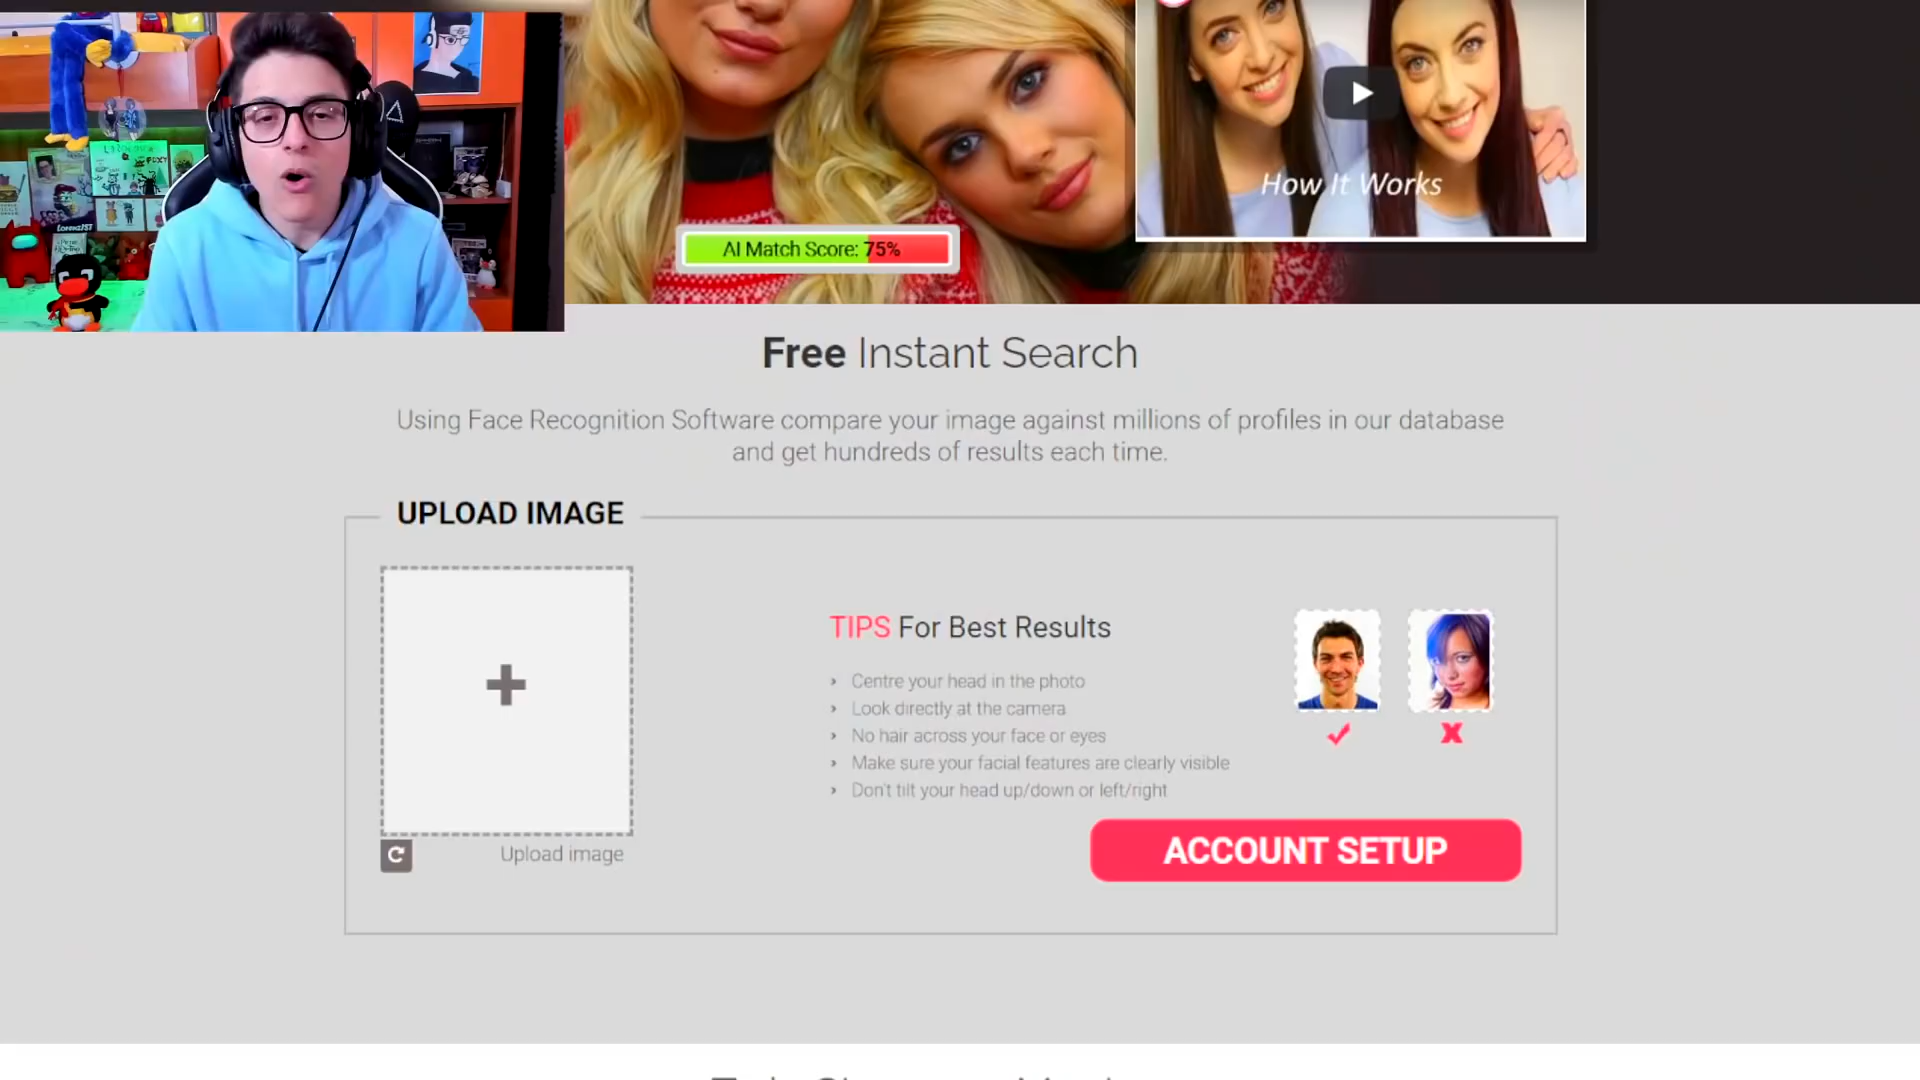 How It Works
AI Match Score: 75%
Free Instant Search
Using Face Recognition Software compare your image against millions of profiles in our database
and get hundreds of results each time.
UPLOAD IMAGE
Upload image
TIPS For Best Results
Centre your head in the photo
Look directly at the camera
No hair across your face or eyes
Make sure your facial features are clearly visible
Don't tilt your head up/down or left/right
ACCOUNT SETUP